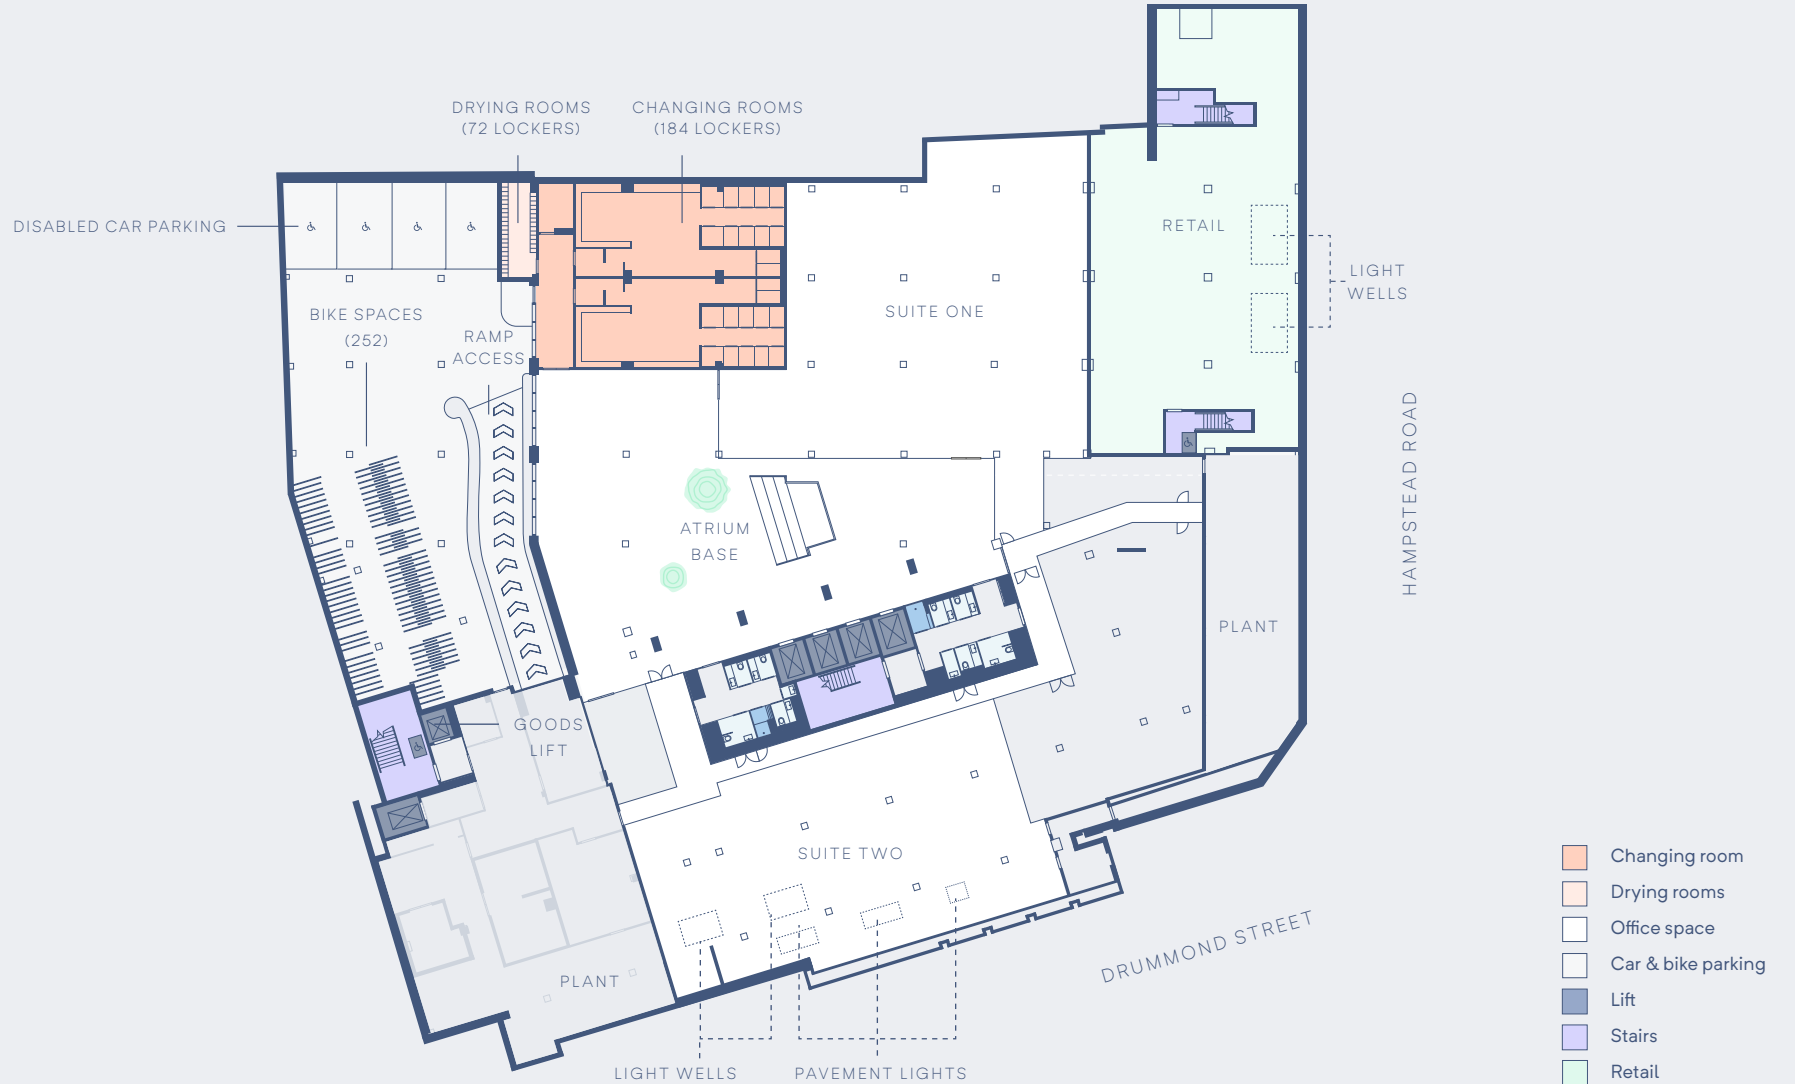 DRYING ROOMS
(72 LOCKERS)
CHANGING ROOMS
(184 LOCKERS)
DISABLED CAR PARKING
RETAIL
LIGHT
WELLS
BIKE SPACES
(252)
RAMP
ACCESS
SUITE ONE
HAMPSTEAD ROAD
ATRIUM
BASE
PLANT
GOODS
LIFT
SUITE TWO
DRUMMOND STREET
PLANT
LIGHT WELLS
PAVEMENT LIGHTS
Changing room
Drying rooms
Office space
Car & bike parking
Lift
Stairs
Retail